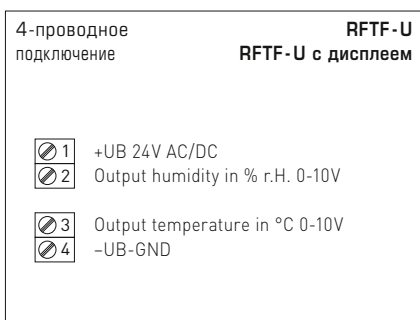 4-проводное RFTF-U
подключение RFTF-U с дисплеем
1 +UB 24V AC/DC
2 Output humidity in % r.H. 0-10V
3 Output temperature in °C 0-10V
4 –UB-GND